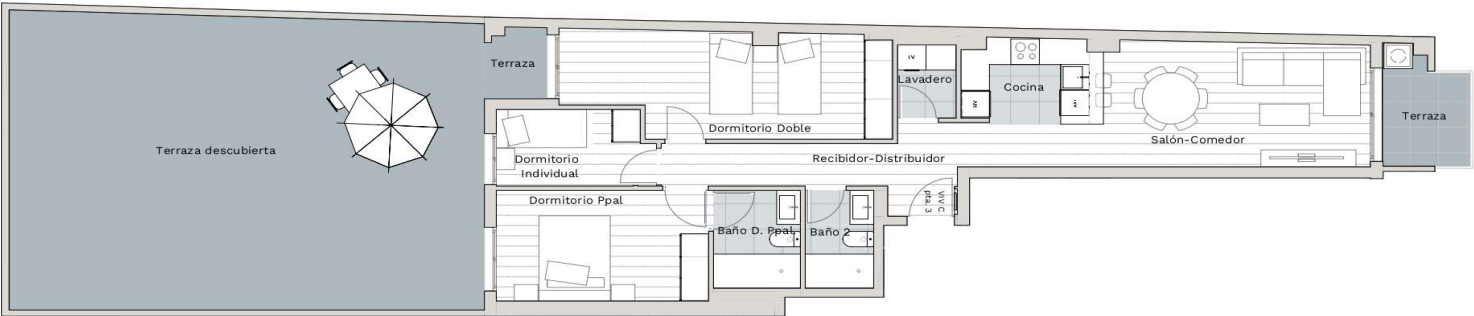 Terraza
Lavadero
Cocina
Terraza
Dormitorio Doble
Salón-Comedor
Terraza descubierta
Dormitorio
Individual
Recibidor-Distribuidor
Dormitorio Ppal
VIV C
pta. 3
Baño D. Ppal
Baño 2